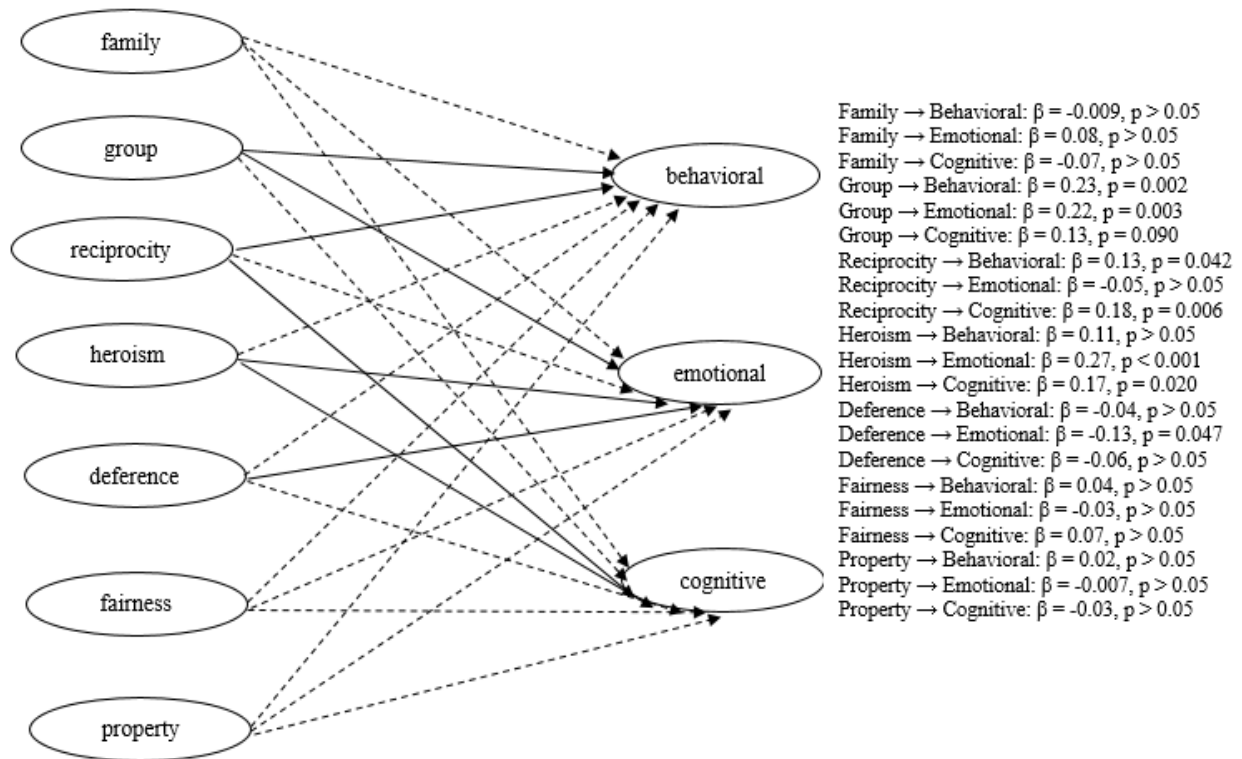 family
group
reciprocity
heroism
deference
fairness
property
behavioral
emotional
cognitive
Family → Behavioral: β = -0.009, p > 0.05
Family → Emotional: β = 0.08, p > 0.05
Family → Cognitive: β = -0.07, p > 0.05
Group → Behavioral: β = 0.23, p = 0.002
Group → Emotional: β = 0.22, p = 0.003
Group → Cognitive: β = 0.13, p = 0.090
Reciprocity → Behavioral: β = 0.13, p = 0.042
Reciprocity → Emotional: β = -0.05, p > 0.05
Reciprocity → Cognitive: β = 0.18, p = 0.006
Heroism → Behavioral: β = 0.11, p > 0.05
Heroism → Emotional: β = 0.27, p < 0.001
Heroism → Cognitive: β = 0.17, p = 0.020
Deference → Behavioral: β = -0.04, p > 0.05
Deference → Emotional: β = -0.13, p = 0.047
Deference → Cognitive: β = -0.06, p > 0.05
Fairness → Behavioral: β = 0.04, p > 0.05
Fairness → Emotional: β = -0.03, p > 0.05
Fairness → Cognitive: β = 0.07, p > 0.05
Property → Behavioral: β = 0.02, p > 0.05
Property → Emotional: β = -0.007, p > 0.05
Property → Cognitive: β = -0.03, p > 0.05